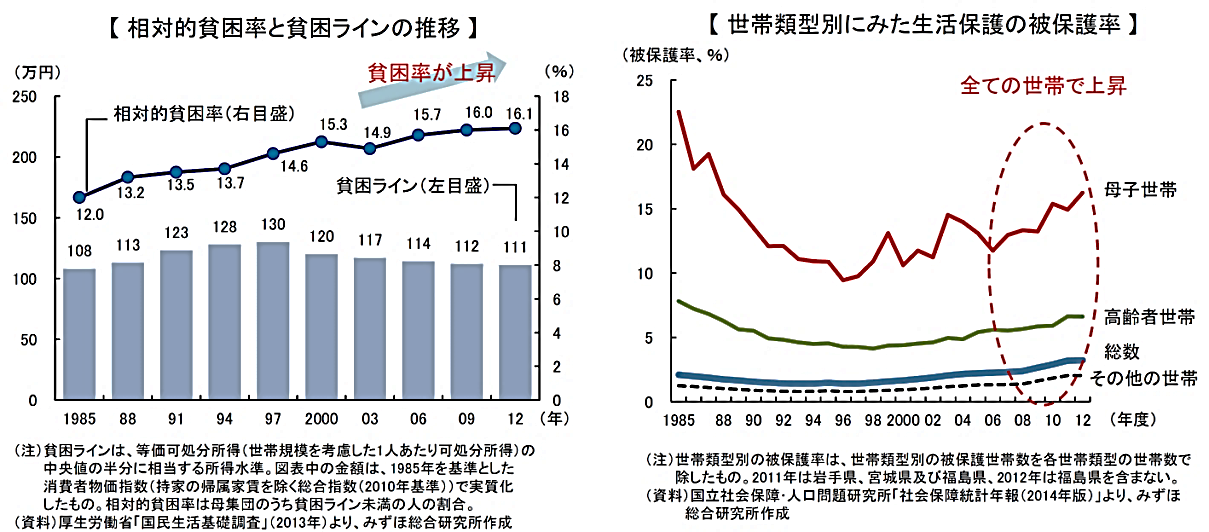 【 相対的貧困率と貧困ラインの推移 】
(万円)
(%)
貧困率が上昇
相対的貧困率(右目盛)
貧困ライン(左目盛)
300
250
200
150
100
50
0
18
16
14
12
10
8
6
4
2
0
12.0
13.2
13.5
13.7
14.6
15.3
14.9
15.7
16.0
16.1
108
113
123
128
130
120
117
114
112
111
1985 88 91 94 97 2000 03 06 09 12 (年)
(注)貧困ラインは、等価可処分所得(世帯規模を考慮した1人あたり可処分所得)の
中央値の半分に相当する所得水準。図表中の金額は、1985年を基準とした
消費者物価指数(持家の帰属家賃を除く総合指数(2010年基準))で実質化
したもの。相対的貧困率は母集団のうち貧困ライン未満の人の割合。
(資料)厚生労働省「国民生活基礎調査」(2013年)より、みずほ総合研究所作成
【 世帯類型別にみた生活保護の被保護率 】
(被保護率、%)
全ての世帯で上昇
25
20
15
10
5
0
母子世帯
高齢者世帯
総数
その他の世帯
1985 88 90 92 94 96 98 2000 02 04 06 08 10 12 (年度)
(注)世帯類型別の被保護率は、世帯類型別の被保護世帯数を各世帯類型の世帯数で
除したもの。2011年は岩手県、宮城県及び福島県、2012年は福島県を含まない。
(資料)国立社会保障・人口問題研究所「社会保障統計年報(2014年版)」より、みずほ
総合研究所作成